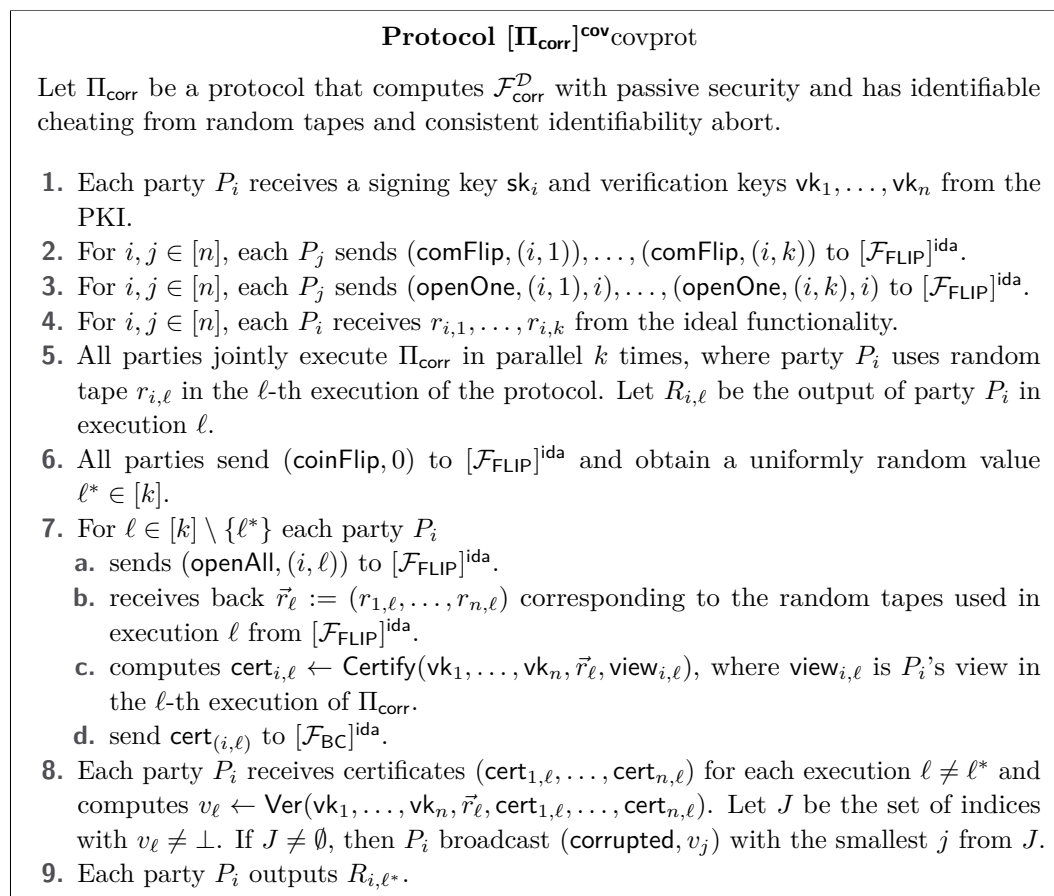 Protocol [Π_corr]^cov covprot
Let Π_corr be a protocol that computes F_corr^D with passive security and has identifiable
cheating from random tapes and consistent identifiability abort.
1. Each party P_i receives a signing key sk_i and verification keys vk_1, . . . , vk_n from the
PKI.
2. For i, j ∈ [n], each P_j sends (comFlip, (i, 1)), . . . , (comFlip, (i, k)) to [F_FLIP]^ida.
3. For i, j ∈ [n], each P_j sends (openOne, (i, 1), i), . . . , (openOne, (i, k), i) to [F_FLIP]^ida.
4. For i, j ∈ [n], each P_i receives r_{i,1}, . . . , r_{i,k} from the ideal functionality.
5. All parties jointly execute Π_corr in parallel k times, where party P_i uses random
tape r_{i,ℓ} in the ℓ-th execution of the protocol. Let R_{i,ℓ} be the output of party P_i in
execution ℓ.
6. All parties send (coinFlip, 0) to [F_FLIP]^ida and obtain a uniformly random value
ℓ* ∈ [k].
7. For ℓ ∈ [k] \ {ℓ*} each party P_i
a. sends (openAll, (i, ℓ)) to [F_FLIP]^ida.
b. receives back r⃗_ℓ := (r_{1,ℓ}, . . . , r_{n,ℓ}) corresponding to the random tapes used in
execution ℓ from [F_FLIP]^ida.
c. computes cert_{i,ℓ} ← Certify(vk_1, . . . , vk_n, r⃗_ℓ, view_{i,ℓ}), where view_{i,ℓ} is P_i's view in
the ℓ-th execution of Π_corr.
d. send cert_{(i,ℓ)} to [F_BC]^ida.
8. Each party P_i receives certificates (cert_{1,ℓ}, . . . , cert_{n,ℓ}) for each execution ℓ ≠ ℓ* and
computes v_ℓ ← Ver(vk_1, . . . , vk_n, r⃗_ℓ, cert_{1,ℓ}, . . . , cert_{n,ℓ}). Let J be the set of indices
with v_ℓ ≠ ⊥. If J ≠ ∅, then P_i broadcast (corrupted, v_j) with the smallest j from J.
9. Each party P_i outputs R_{i,ℓ*}.